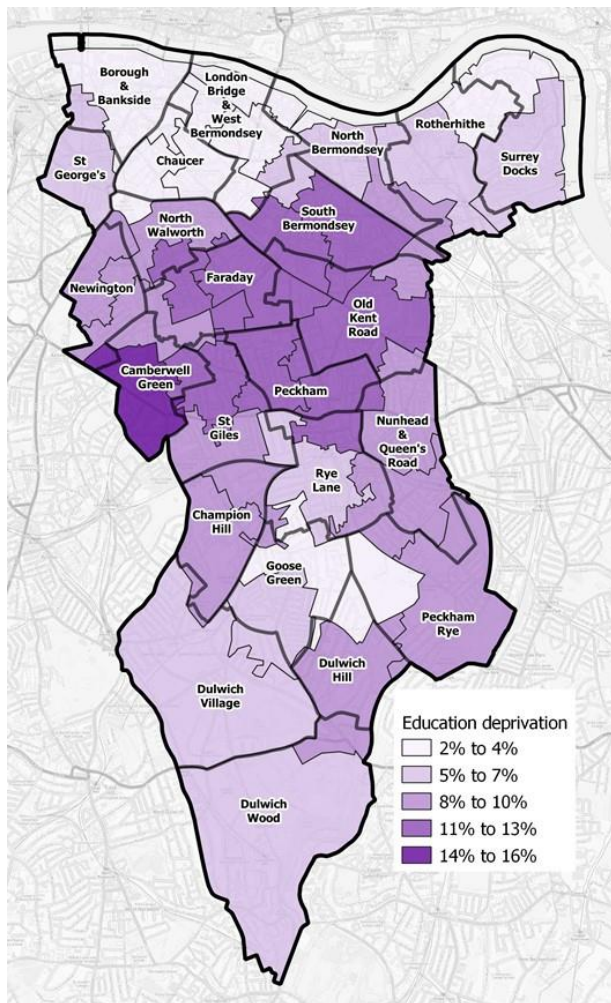 Borough
&
Bankside
London
Bridge
&
West
Bermondsey
North
Bermondsey
Rotherhithe
Surrey
Docks
Chaucer
St
George's
North
Walworth
South
Bermondsey
Newington
Faraday
Old
Kent
Road
Camberwell
Green
Peckham
St
Giles
Nunhead
&
Queen's
Road
Rye
Lane
Champion
Hill
Goose
Green
Peckham
Rye
Dulwich
Hill
Dulwich
Village
Dulwich
Wood
Education deprivation
2% to 4%
5% to 7%
8% to 10%
11% to 13%
14% to 16%